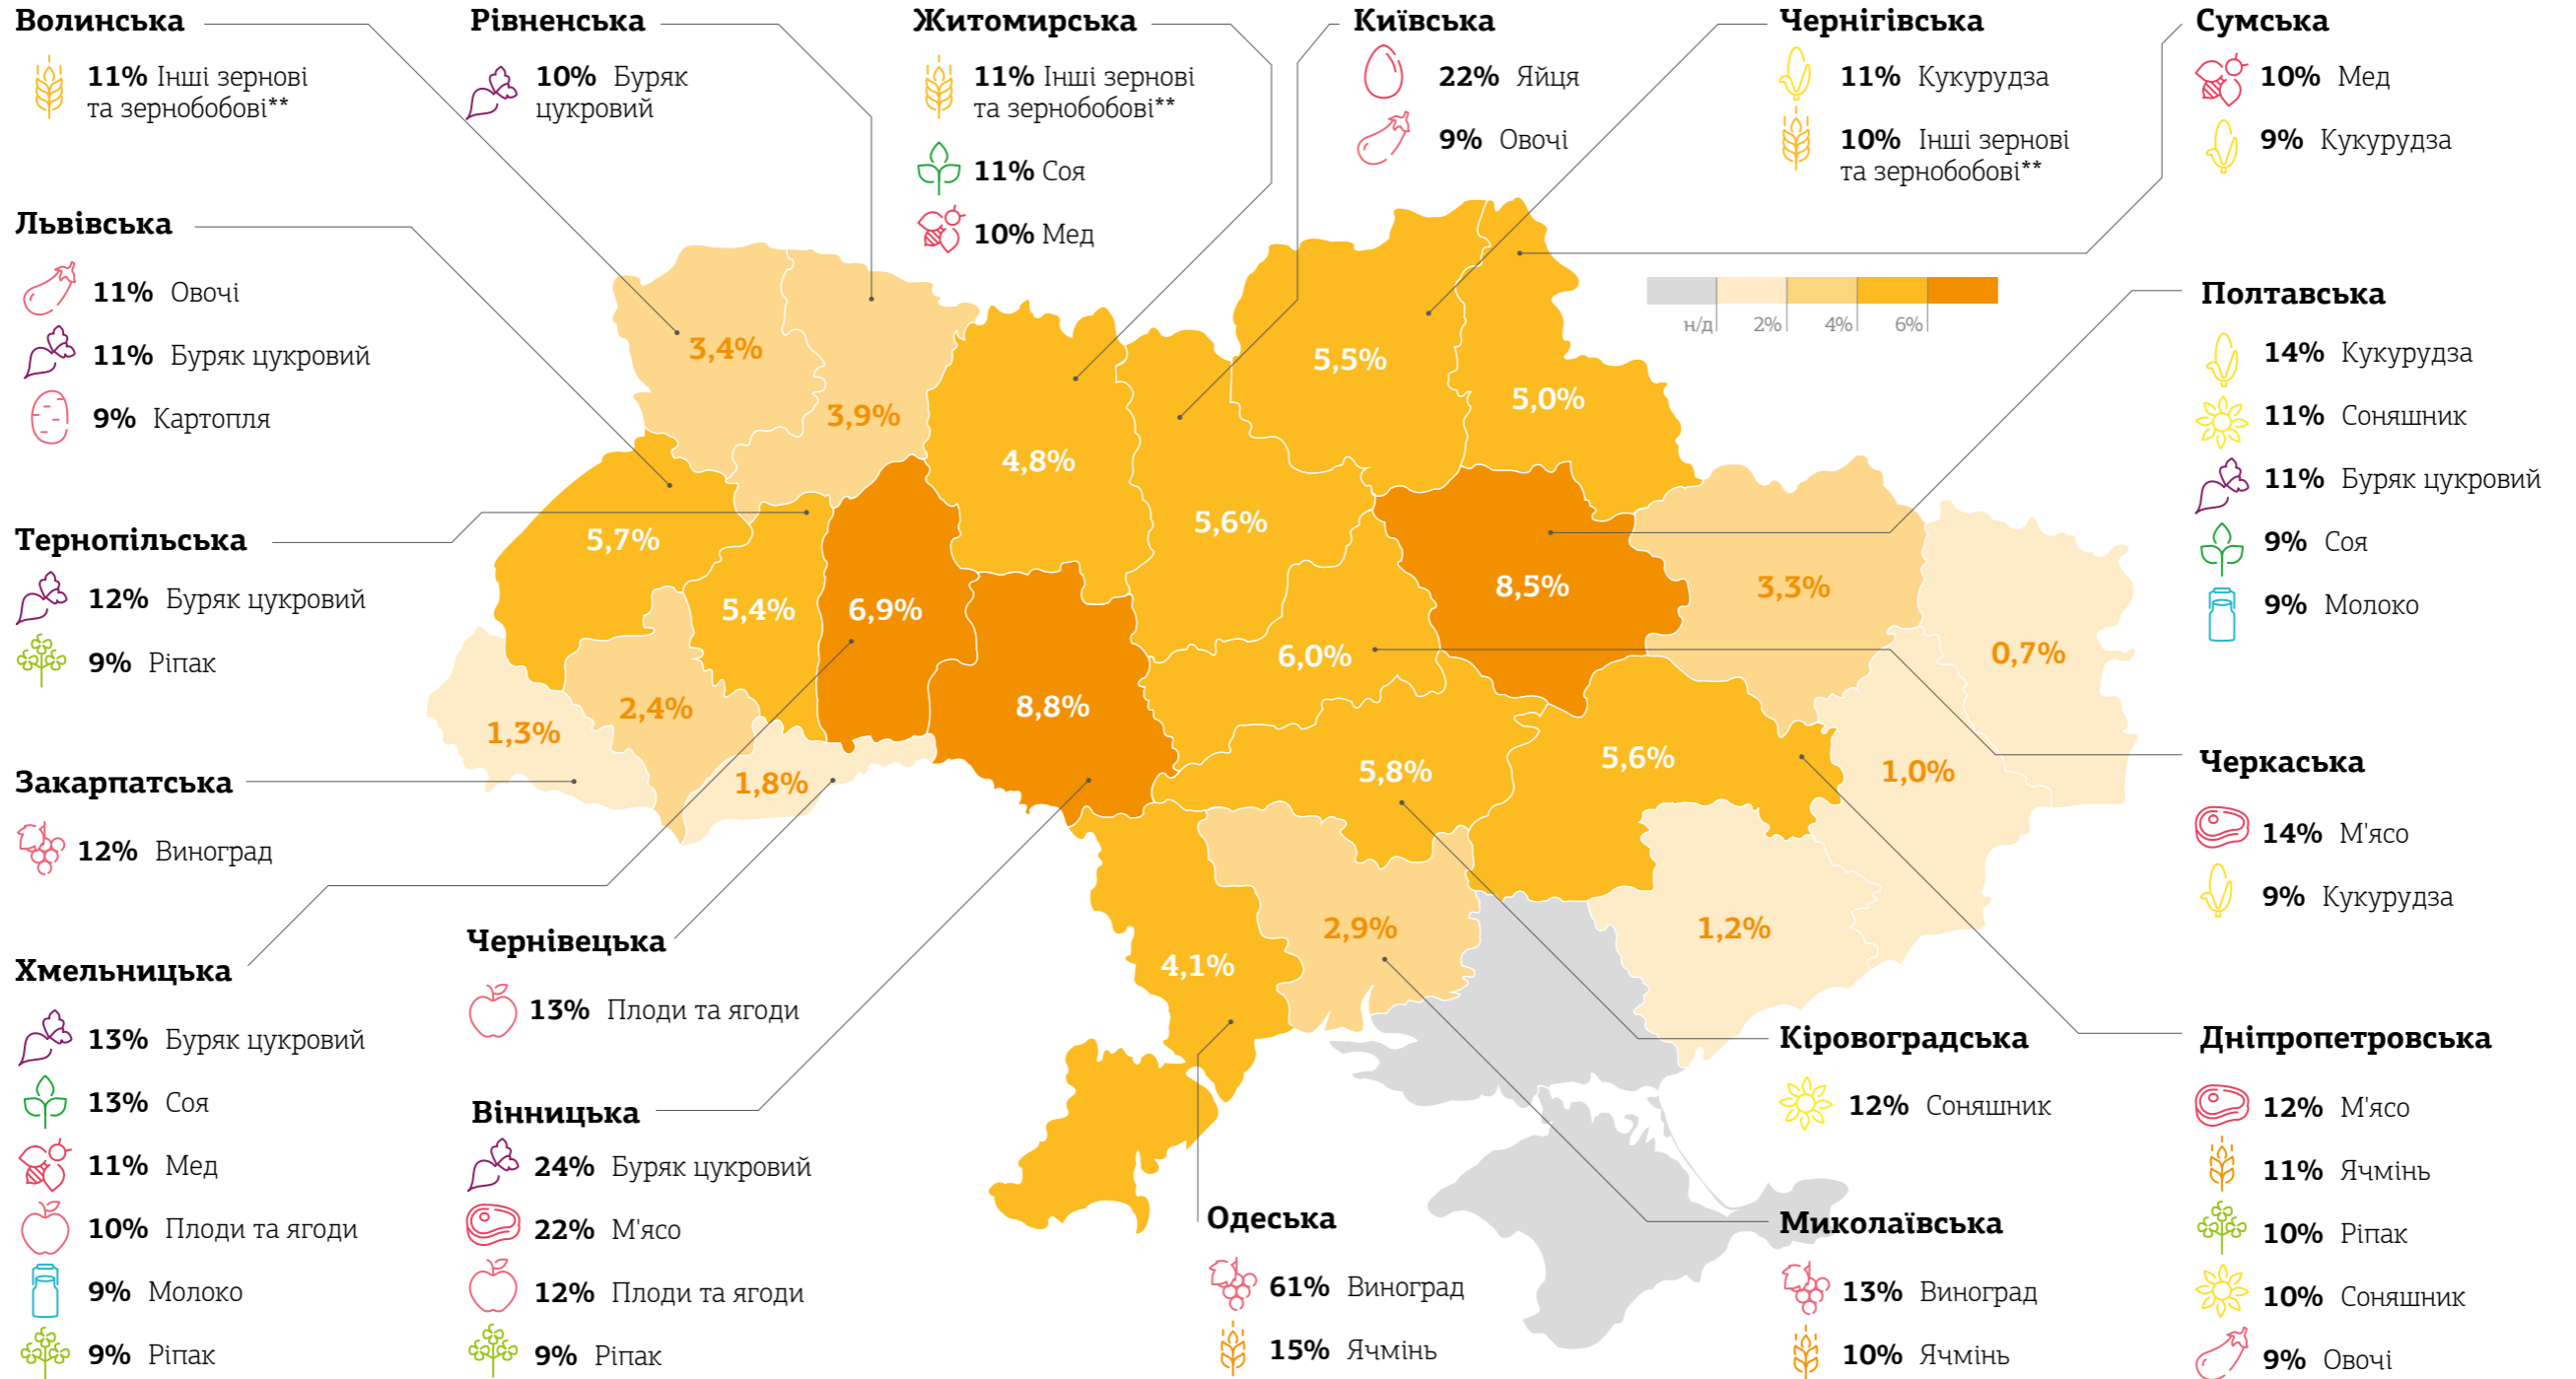 Волинська
11% Інші зернові
та зернобобові**
Рівненська
10% Буряк
цукровий
Житомирська
11% Інші зернові
та зернобобові**
11% Соя
10% Мед
Київська
22% Яйця
9% Овочі
Чернігівська
11% Кукурудза
10% Інші зернові
та зернобобові**
Сумська
10% Мед
9% Кукурудза
Львівська
11% Овочі
11% Буряк цукровий
9% Картопля
Тернопільська
12% Буряк цукровий
9% Ріпак
Закарпатська
12% Виноград
Хмельницька
13% Буряк цукровий
13% Соя
11% Мед
10% Плоди та ягоди
9% Молоко
9% Ріпак
Чернівецька
13% Плоди та ягоди
Вінницька
24% Буряк цукровий
22% М'ясо
12% Плоди та ягоди
9% Ріпак
3,4%
3,9%
4,8%
5,6%
5,5%
5,0%
5,7%
5,4%
6,9%
8,8%
6,0%
8,5%
3,3%
0,7%
1,3%
2,4%
1,8%
5,8%
5,6%
1,0%
4,1%
2,9%
1,2%
н/д 2% 4% 6%
Полтавська
14% Кукурудза
11% Соняшник
11% Буряк цукровий
9% Соя
9% Молоко
Черкаська
14% М'ясо
9% Кукурудза
Одеська
61% Виноград
15% Ячмінь
Кіровоградська
12% Соняшник
Миколаївська
13% Виноград
10% Ячмінь
Дніпропетровська
12% М'ясо
11% Ячмінь
10% Ріпак
10% Соняшник
9% Овочі